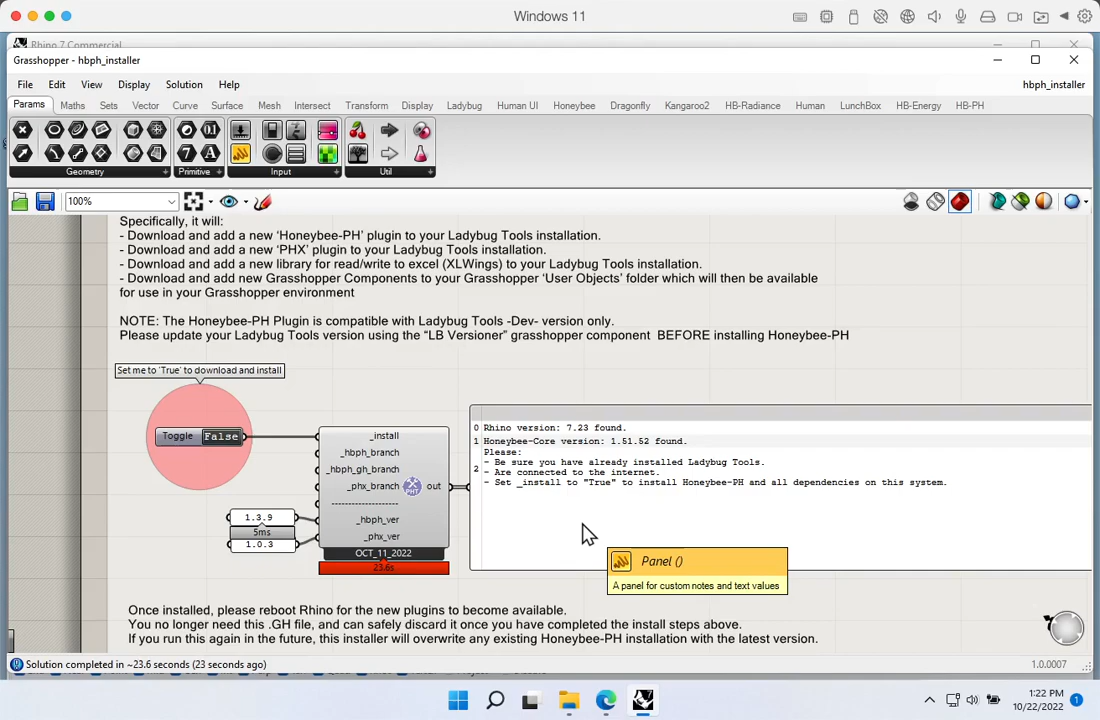 Windows 11
Rhino 7 Commercial
Grasshopper - hbph_installer
File Edit View Display Solution Help
hbph_installer
Params Maths Sets Vector Curve Surface Mesh Intersect Transform Display Ladybug Human UI Honeybee Dragonfly Kangaroo2 HB-Radiance Human LunchBox HB-Energy HB-PH
Geometry Primitive Input Util
100%
Specifically, it will:
- Download and add a new ‘Honeybee-PH’ plugin to your Ladybug Tools installation.
- Download and add a new ‘PHX’ plugin to your Ladybug Tools installation.
- Download and add a new library for read/write to excel (XLWings) to your Ladybug Tools installation.
- Download and add new Grasshopper Components to your Grasshopper ‘User Objects’ folder which will then be available
for use in your Grasshopper environment
NOTE: The Honeybee-PH Plugin is compatible with Ladybug Tools -Dev- version only.
Please update your Ladybug Tools version using the “LB Versioner” grasshopper component BEFORE installing Honeybee-PH
Set me to 'True' to download and install
Toggle False
_install
_hbph_branch
_hbph_gh_branch
_phx_branch
PHT
out
--------------------
_hbph_ver
_phx_ver
OCT_11_2022
23.6s
1.3.9
5ms
1.0.3
0 Rhino version: 7.23 found.
1 Honeybee-Core version: 1.51.52 found.
Please:
- Be sure you have already installed Ladybug Tools.
2 - Are connected to the internet.
- Set _install to "True" to install Honeybee-PH and all dependencies on this system.
Panel ()
A panel for custom notes and text values
Once installed, please reboot Rhino for the new plugins to become available.
You no longer need this .GH file, and can safely discard it once you have completed the install steps above.
If you run this again in the future, this installer will overwrite any existing Honeybee-PH installation with the latest version.
Solution completed in ~23.6 seconds (23 seconds ago)
1.0.0007
1:22 PM
10/22/2022
1